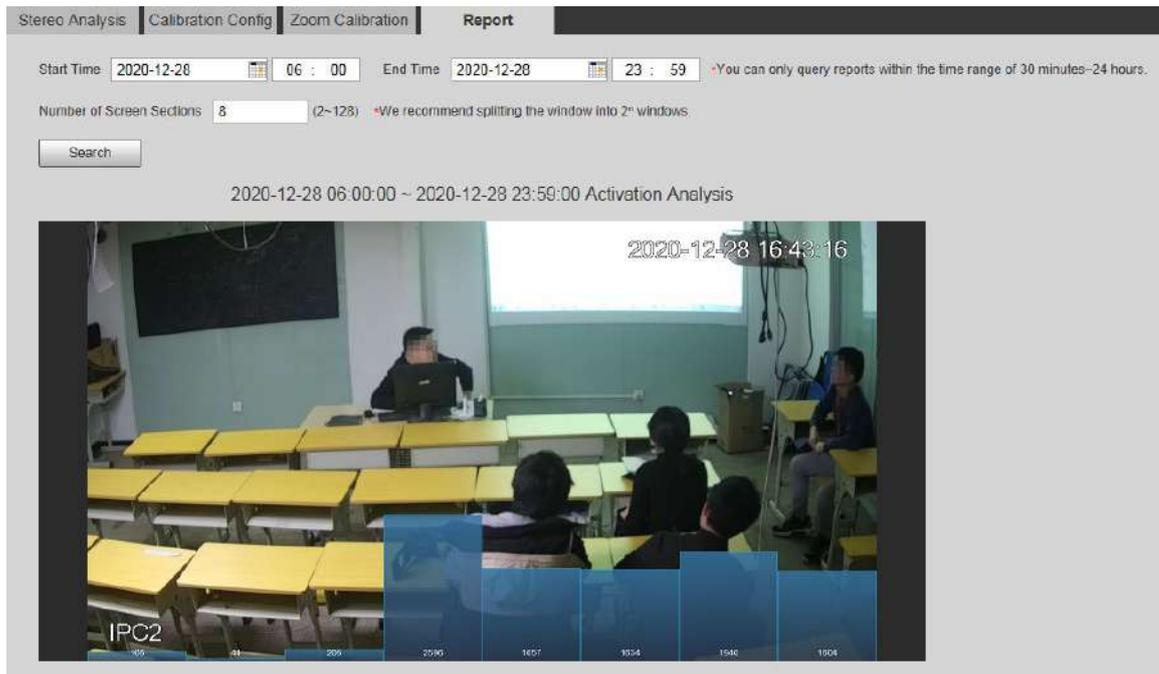 Stereo Analysis Calibration Config Zoom Calibration Report
Start Time 2020-12-28 06 : 00 End Time 2020-12-28 23 : 59 *You can only query reports within the time range of 30 minutes~24 hours.
Number of Screen Sections 8 (2~128) *We recommend splitting the window into 2ⁿ windows.
Search
2020-12-28 06:00:00 ~ 2020-12-28 23:59:00 Activation Analysis
2020-12-28 16:43:16
IPC2
2596 1657 1634 1940 1604